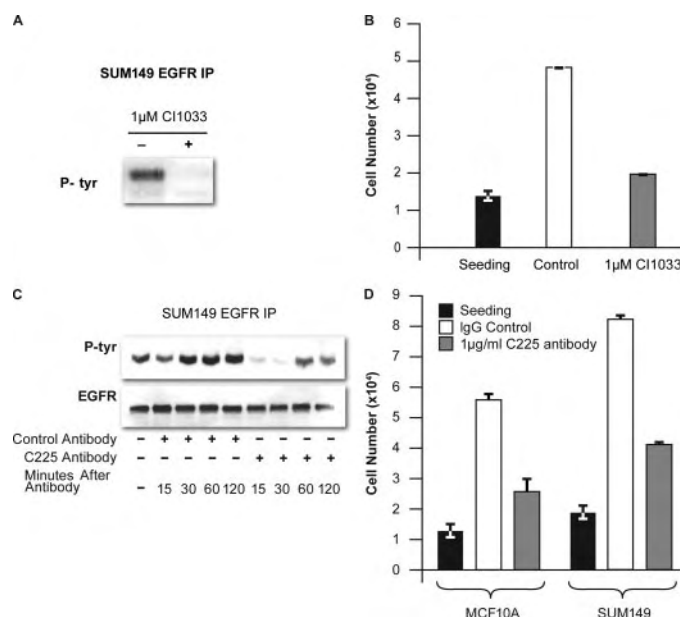 A
SUM149 EGFR IP
1µM CI1033
– +
P- tyr
B
Cell Number (x10⁴)
6
5
4
3
2
1
0
Seeding Control 1µM CI1033
C
SUM149 EGFR IP
P-tyr
EGFR
– + + + + – – – – Control Antibody
– – – – – + + + + C225 Antibody
Minutes After
Antibody – 15 30 60 120 15 30 60 120
D
Cell Number (x10⁴)
9
8
7
6
5
4
3
2
1
0
Seeding
IgG Control
1µg/ml C225 antibody
MCF10A SUM149